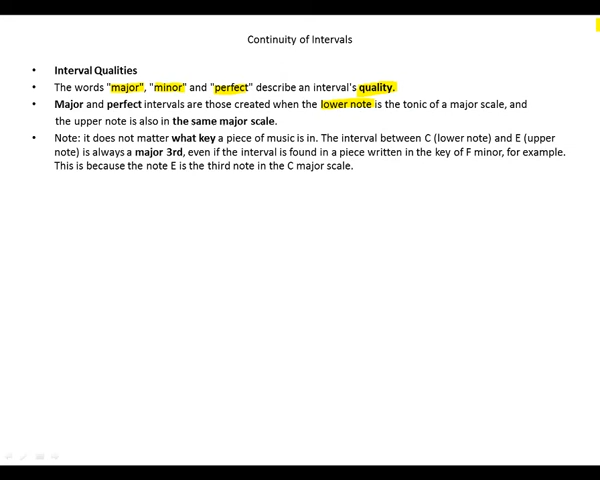 Continuity of Intervals
• Interval Qualities
• The words "major", "minor" and "perfect" describe an interval's quality.
• Major and perfect intervals are those created when the lower note is the tonic of a major scale, and
the upper note is also in the same major scale.
• Note: it does not matter what key a piece of music is in. The interval between C (lower note) and E (upper
note) is always a major 3rd, even if the interval is found in a piece written in the key of F minor, for example.
This is because the note E is the third note in the C major scale.